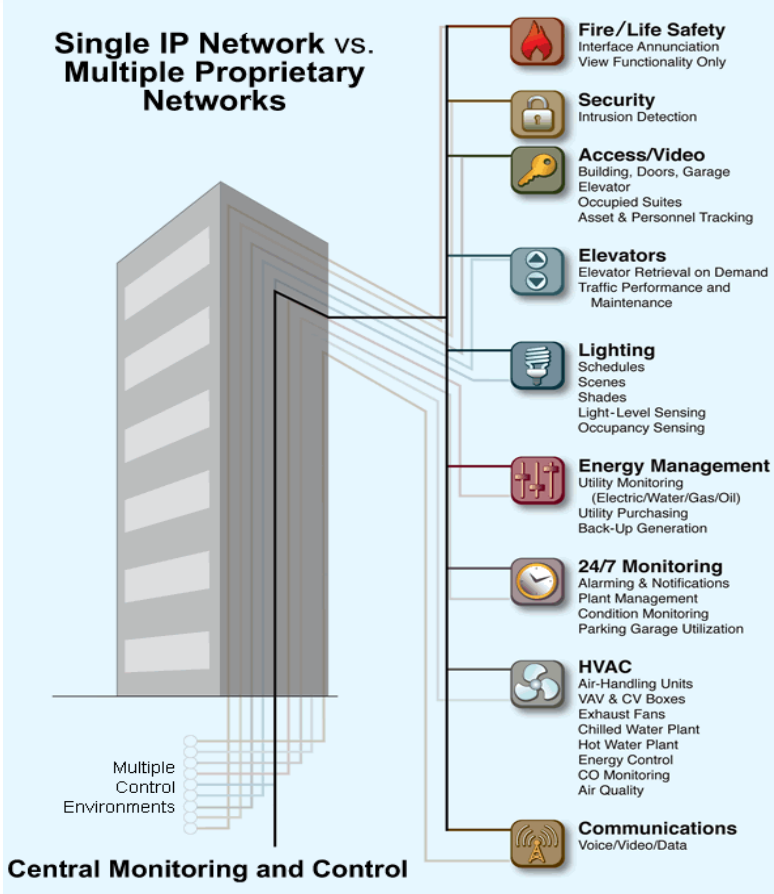 Single IP Network vs.
Multiple Proprietary
Networks
Fire/Life Safety
Interface Annunciation
View Functionality Only
Security
Intrusion Detection
Access/Video
Building, Doors, Garage
Elevator
Occupied Suites
Asset & Personnel Tracking
Elevators
Elevator Retrieval on Demand
Traffic Performance and
Maintenance
Lighting
Schedules
Scenes
Shades
Light-Level Sensing
Occupancy Sensing
Energy Management
Utility Monitoring
(Electric/Water/Gas/Oil)
Utility Purchasing
Back-Up Generation
24/7 Monitoring
Alarming & Notifications
Plant Management
Condition Monitoring
Parking Garage Utilization
HVAC
Air-Handling Units
VAV & CV Boxes
Exhaust Fans
Chilled Water Plant
Hot Water Plant
Energy Control
CO Monitoring
Air Quality
Communications
Voice/Video/Data
Multiple
Control
Environments
Central Monitoring and Control